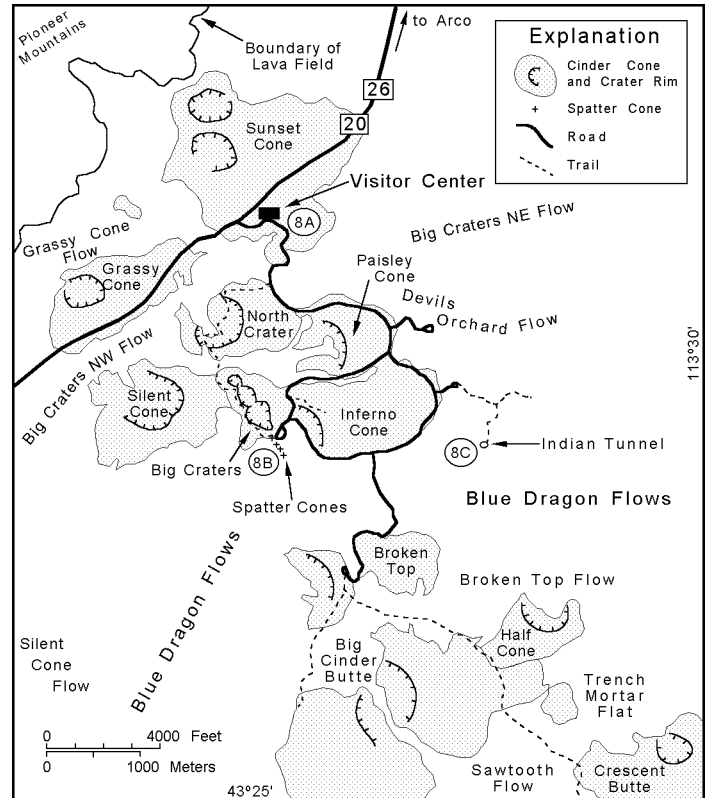 Pioneer
Mountains
to Arco
Boundary of
Lava Field
26
20
Explanation
Cinder Cone
and Crater Rim
Spatter Cone
Road
Trail
Sunset
Cone
Visitor Center
8A
Big Craters NE Flow
Grassy Cone
Flow
Grassy
Cone
Paisley
Cone
Devils
Orchard Flow
North
Crater
Big Craters NW Flow
113º30'
Silent
Cone
Inferno
Cone
Big Craters
8B
8C
Indian Tunnel
Spatter Cones
Blue Dragon Flows
Blue Dragon Flows
Broken
Top
Broken Top Flow
Half
Cone
Silent
Cone
Flow
Big
Cinder
Butte
Trench
Mortar
Flat
0 4000 Feet
0 1000 Meters
43º25'
Sawtooth
Flow
Crescent
Butte